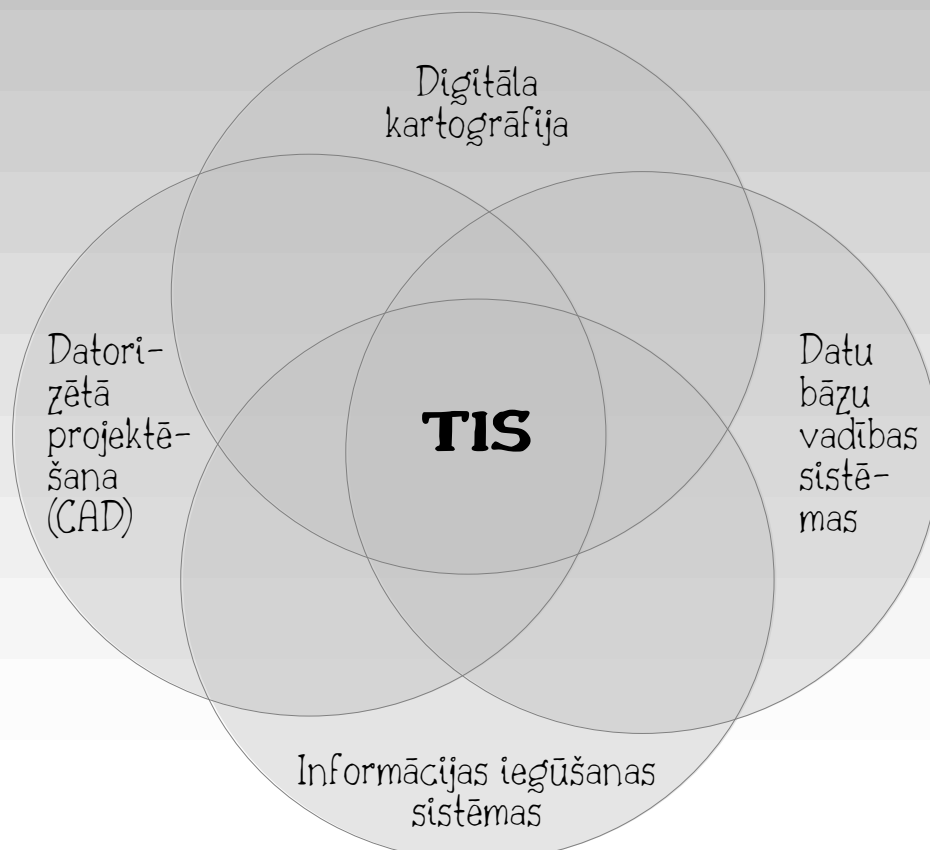 Digitāla
kartogrāfija
Datori-
zētā
projektē-
šana
(CAD)
TIS
Datu
bāzu
vadības
sistē-
mas
Informācijas iegūšanas
sistēmas